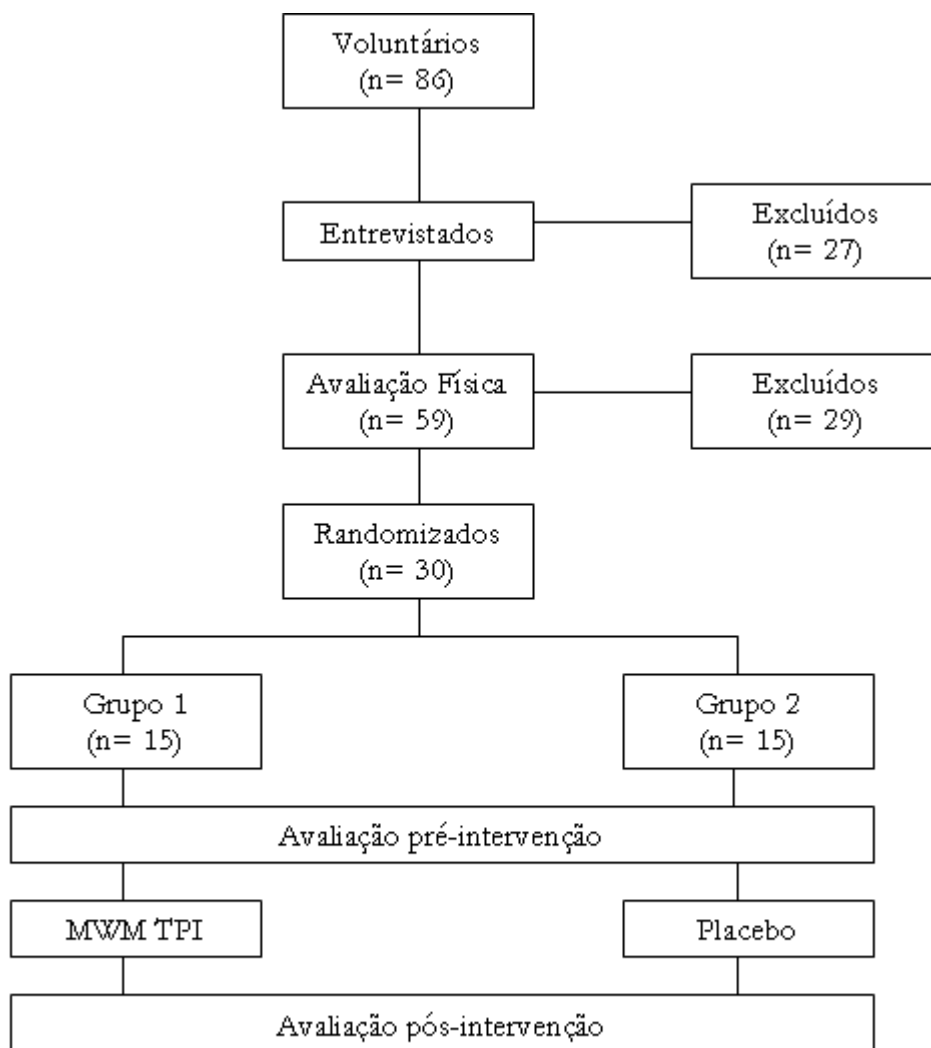 Voluntários
(n= 86)
Entrevistados
Excluídos
(n= 27)
Avaliação Física
(n= 59)
Excluídos
(n= 29)
Randomizados
(n= 30)
Grupo 1
(n= 15)
Grupo 2
(n= 15)
Avaliação pré-intervenção
MWM TPI
Placebo
Avaliação pós-intervenção